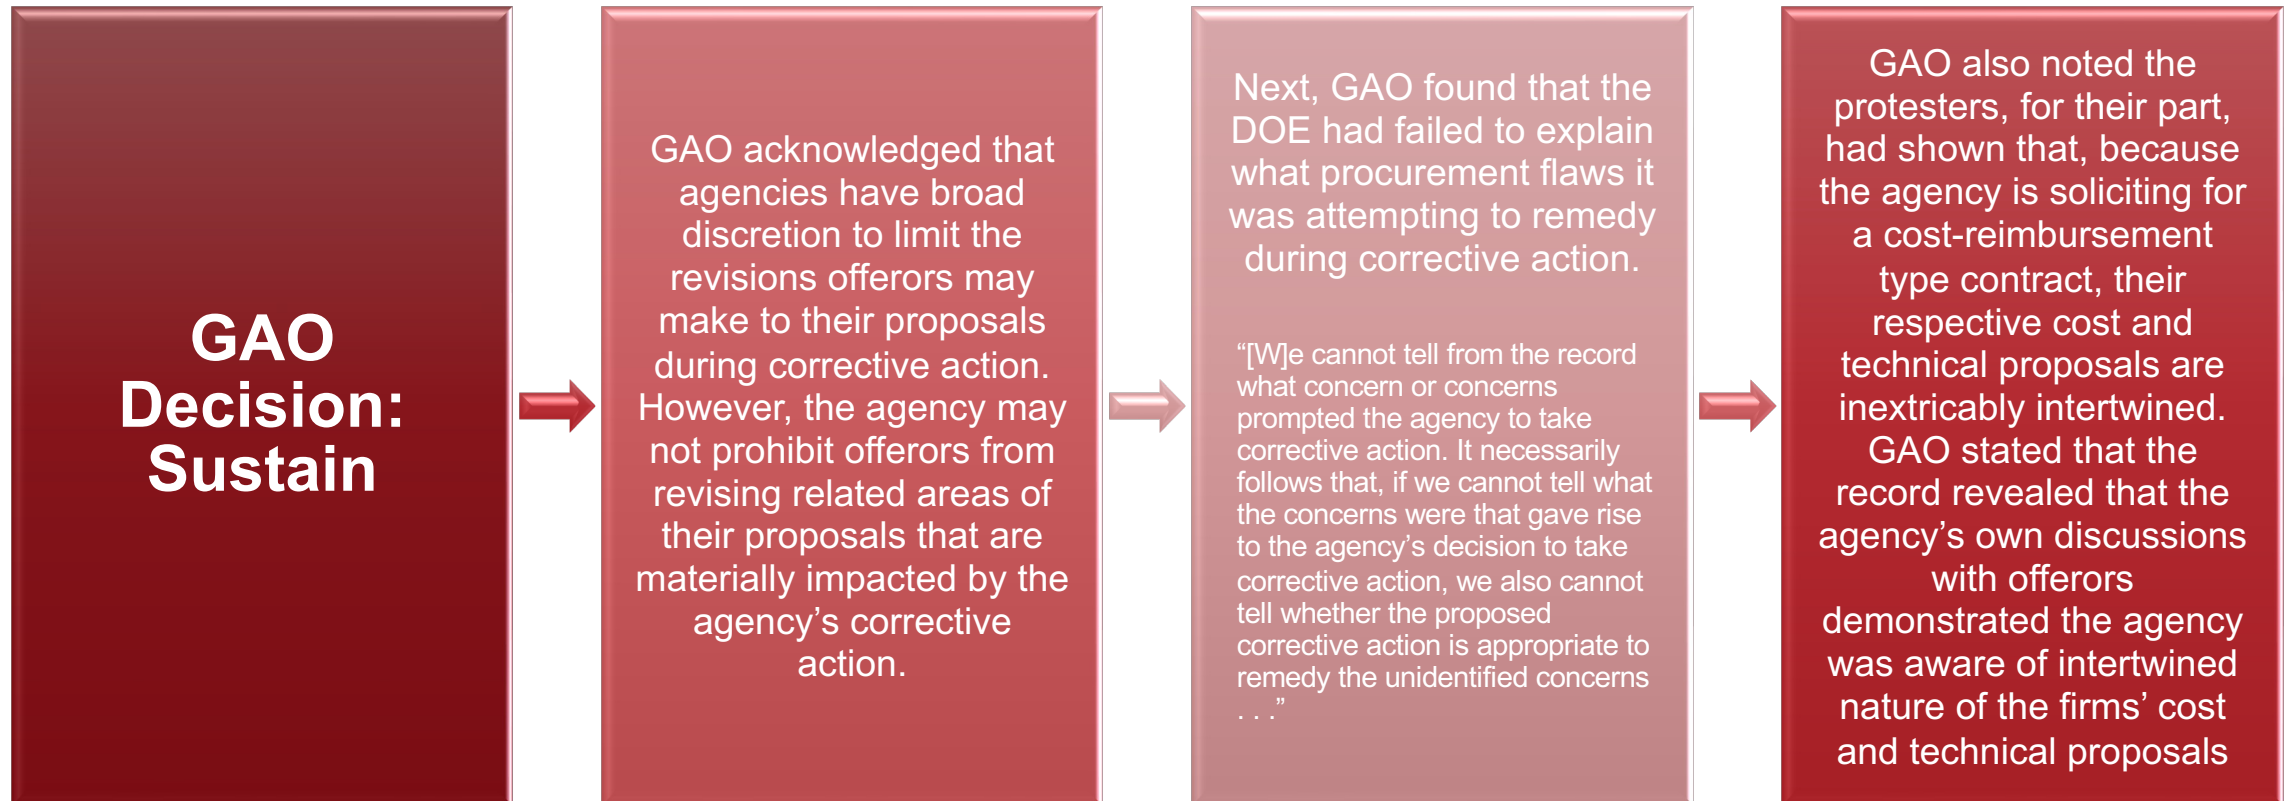 GAO
Decision:
Sustain
GAO acknowledged that
agencies have broad
discretion to limit the
revisions offerors may
make to their proposals
during corrective action.
However, the agency may
not prohibit offerors from
revising related areas of
their proposals that are
materially impacted by the
agency’s corrective
action.
Next, GAO found that the
DOE had failed to explain
what procurement flaws it
was attempting to remedy
during corrective action.
“[W]e cannot tell from the record
what concern or concerns
prompted the agency to take
corrective action. It necessarily
follows that, if we cannot tell what
the concerns were that gave rise
to the agency’s decision to take
corrective action, we also cannot
tell whether the proposed
corrective action is appropriate to
remedy the unidentified concerns
. . .”
GAO also noted the
protesters, for their part,
had shown that, because
the agency is soliciting for
a cost-reimbursement
type contract, their
respective cost and
technical proposals are
inextricably intertwined.
GAO stated that the
record revealed that the
agency’s own discussions
with offerors
demonstrated the agency
was aware of intertwined
nature of the firms’ cost
and technical proposals